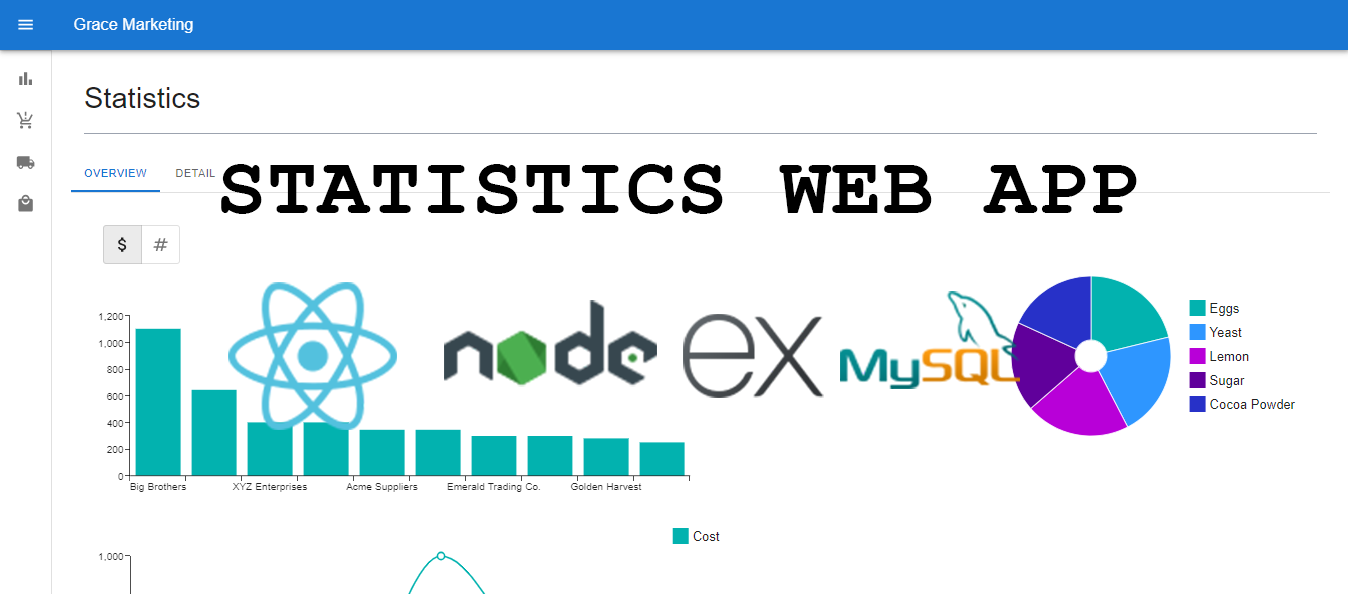 Grace Marketing
Statistics
OVERVIEW DETAIL
STATISTICS WEB APP
$ #
node ex MySQL
1,200
1,000
800
600
400
200
0
Big Brothers XYZ Enterprises Acme Suppliers Emerald Trading Co. Golden Harvest
Eggs
Yeast
Lemon
Sugar
Cocoa Powder
Cost
1,000